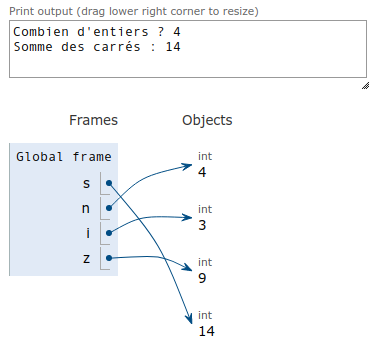 Print output (drag lower right corner to resize)
Combien d'entiers ? 4
Somme des carrés : 14
Frames Objects
Global frame
s
n
i
z
int
4
int
3
int
9
int
14